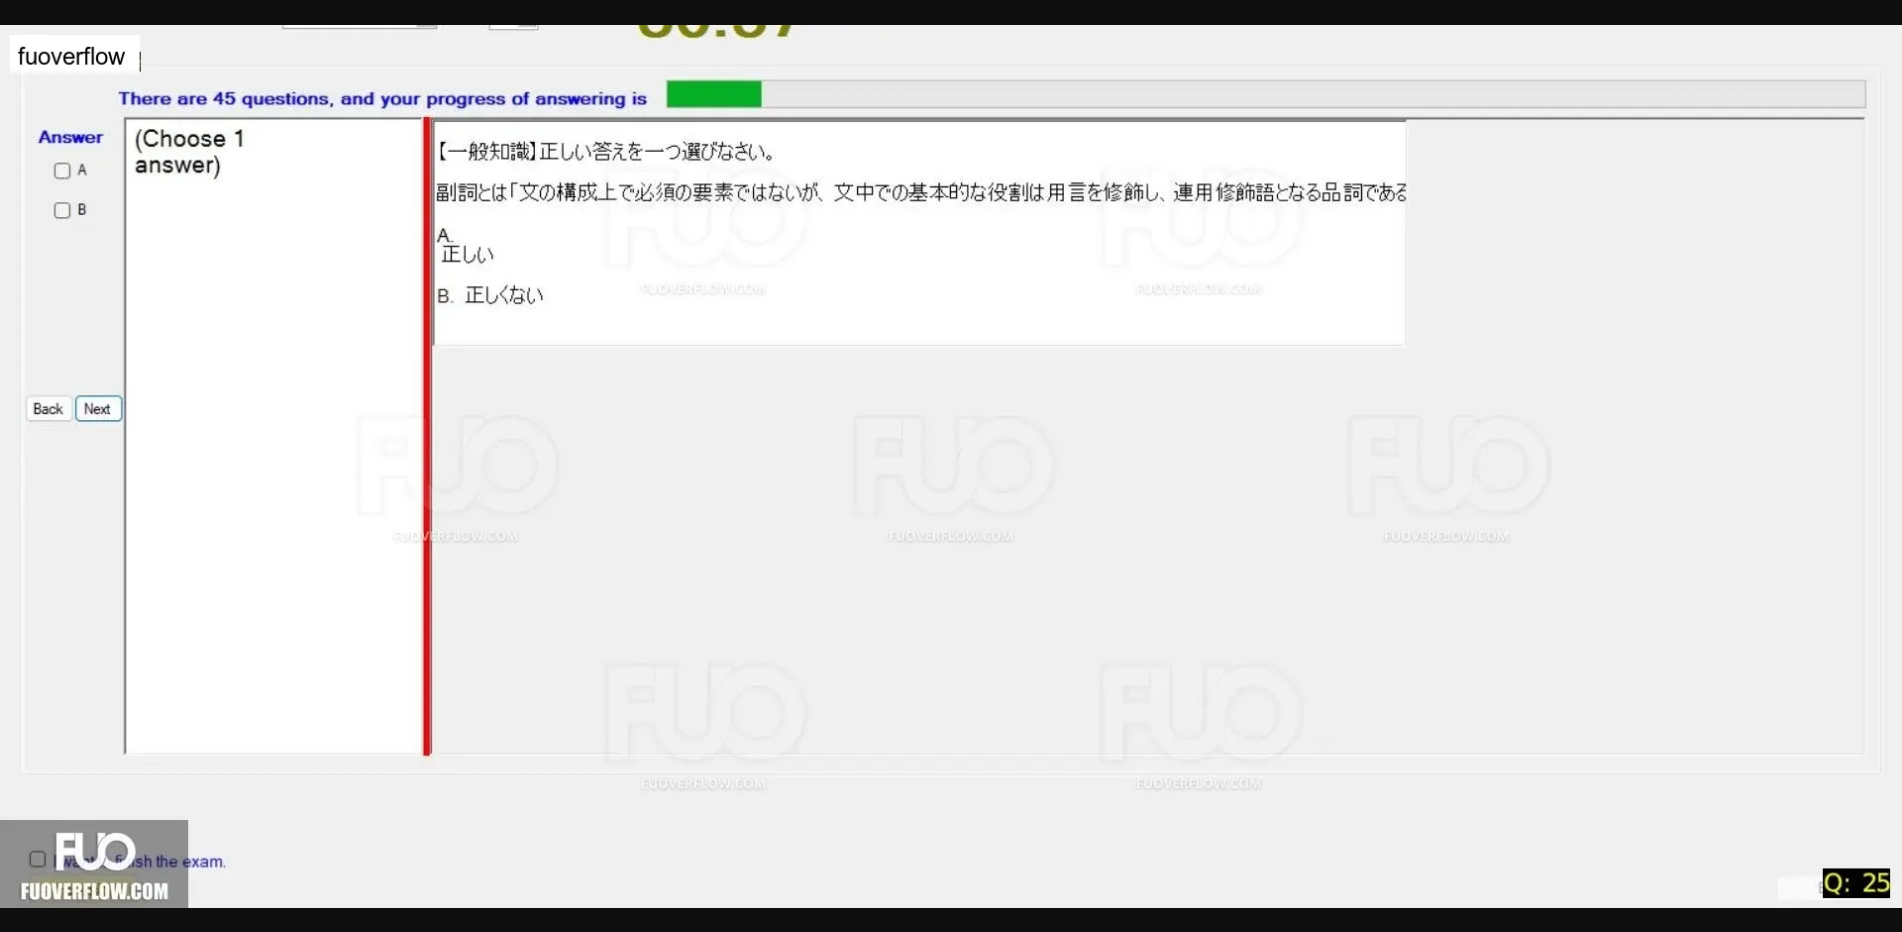 fuoverflow
There are 45 questions, and your progress of answering is
Answer
A
B
(Choose 1
answer)
【一般知識】正しい答えを一つ選びなさい。
副詞とは「文の構成上で必須の要素ではないが、文中での基本的な役割は用言を修飾し、連用修飾語となる品詞である
A.
正しい
B. 正しくない
Back
Next
FUOVERFLOW.COM
FUOVERFLOW.COM
FUO
FUOVERFLOW.COM
FUO
FUOVERFLOW.COM
FUO
FUOVERFLOW.COM
FUO
FUOVERFLOW.COM
FUO
FUOVERFLOW.COM
FUO
the exam.
FUOVERFLOW.COM
Q: 25